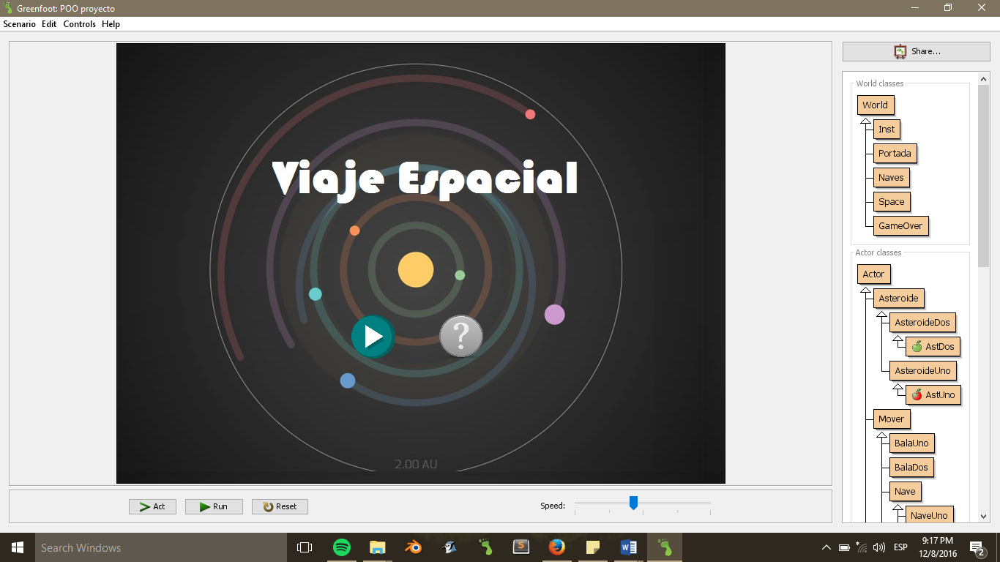 Greenfoot: POO proyecto
Scenario Edit Controls Help
Viaje Espacial
?
2.00 AU
Act
Run
Reset
Speed:
Share...
World classes
World
Inst
Portada
Naves
Space
GameOver
Actor classes
Actor
Asteroide
AsteroideDos
AstDos
AsteroideUno
AstUno
Mover
BalaUno
BalaDos
Nave
NaveUno
Search Windows
S
W
ESP
9:17 PM
12/8/2016
2